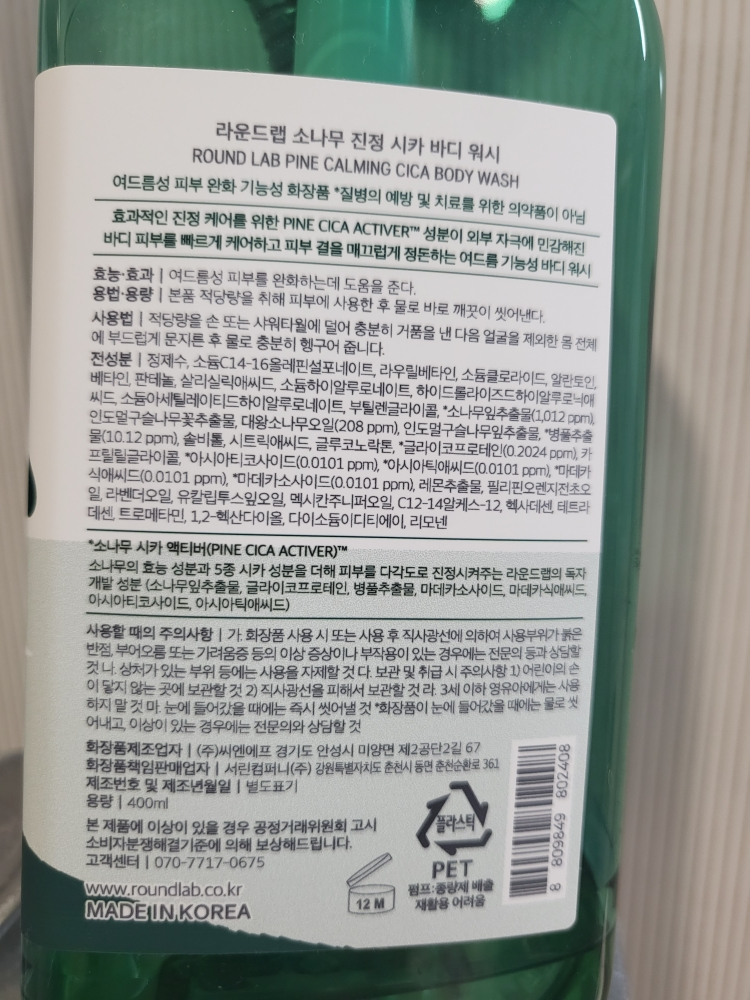 라운드랩 소나무 진정 시카 바디 워시
ROUND LAB PINE CALMING CICA BODY WASH
여드름성 피부 완화 기능성 화장품 *질병의 예방 및 치료를 위한 의약품이 아님
효과적인 진정 케어를 위한 PINE CICA ACTIVER™ 성분이 외부 자극에 민감해진
바디 피부를 빠르게 케어하고 피부 결을 매끄럽게 정돈하는 여드름 기능성 바디 워시
효능·효과 | 여드름성 피부를 완화하는데 도움을 준다.
용법·용량 | 본품 적당량을 취해 피부에 사용한 후 물로 바로 깨끗이 씻어낸다.
사용법 | 적당량을 손 또는 샤워타월에 덜어 충분히 거품을 낸 다음 얼굴을 제외한 몸 전체
에 부드럽게 문지른 후 물로 충분히 헹구어 줍니다.
전성분 | 정제수, 소듐C14-16올레핀설포네이트, 라우릴베타인, 소듐클로라이드, 알란토인,
베타인, 판테놀, 살리실릭애씨드, 소듐하이알루로네이트, 하이드롤라이즈드하이알루로닉애
씨드, 소듐아세틸레이티드하이알루로네이트, 부틸렌글라이콜, *소나무잎추출물(1,012 ppm),
인도멀구슬나무꽃추출물, 대왕소나무오일(208 ppm), 인도멀구슬나무잎추출물, *병풀추출
물(10.12 ppm), 솔비톨, 시트릭애씨드, 글루코노락톤, *글라이코프로테인(0.2024 ppm), 카
프릴릴글라이콜, *아시아티코사이드(0.0101 ppm), *아시아틱애씨드(0.0101 ppm), *마데카
식애씨드(0.0101 ppm), *마데카소사이드(0.0101 ppm), 레몬추출물, 필리핀오렌지전초오
일, 라벤더오일, 유칼립투스잎오일, 멕시칸주니퍼오일, C12-14알케스-12, 헥사데센, 테트라
데센, 트로메타민, 1,2-헥산다이올, 다이소듐이디티에이, 리모넨
*소나무 시카 액티버(PINE CICA ACTIVER)™
소나무의 효능 성분과 5종 시카 성분을 더해 피부를 다각도로 진정시켜주는 라운드랩의 독자
개발 성분 (소나무잎추출물, 글라이코프로테인, 병풀추출물, 마데카소사이드, 마데카식애씨드,
아시아티코사이드, 아시아틱애씨드)
사용할 때의 주의사항 | 가. 화장품 사용 시 또는 사용 후 직사광선에 의하여 사용부위가 붉은
반점, 부어오름 또는 가려움증 등의 이상 증상이나 부작용이 있는 경우에는 전문의 등과 상담할
것 나. 상처가 있는 부위 등에는 사용을 자제할 것 다. 보관 및 취급 시 주의사항 1) 어린이의 손
이 닿지 않는 곳에 보관할 것 2) 직사광선을 피해서 보관할 것 라. 3세 이하 영유아에게는 사용
하지 말 것 마. 눈에 들어갔을 때에는 즉시 씻어낼 것 *화장품이 눈에 들어갔을 때에는 물로 씻
어내고, 이상이 있는 경우에는 전문의와 상담할 것
화장품제조업자 | (주)씨엔에프 경기도 안성시 미양면 제2공단2길 67
화장품책임판매업자 | 서린컴퍼니(주) 강원특별자치도 춘천시 동면 춘천순환로 361
제조번호 및 제조년월일 | 별도표기
용량 | 400ml
본 제품에 이상이 있을 경우 공정거래위원회 고시
소비자분쟁해결기준에 의해 보상해드립니다.
고객센터 | 070-7717-0675
www.roundlab.co.kr
MADE IN KOREA
12 M
플라스틱
PET
펌프:종량제 배출
재활용 어려움
8 809849 802408